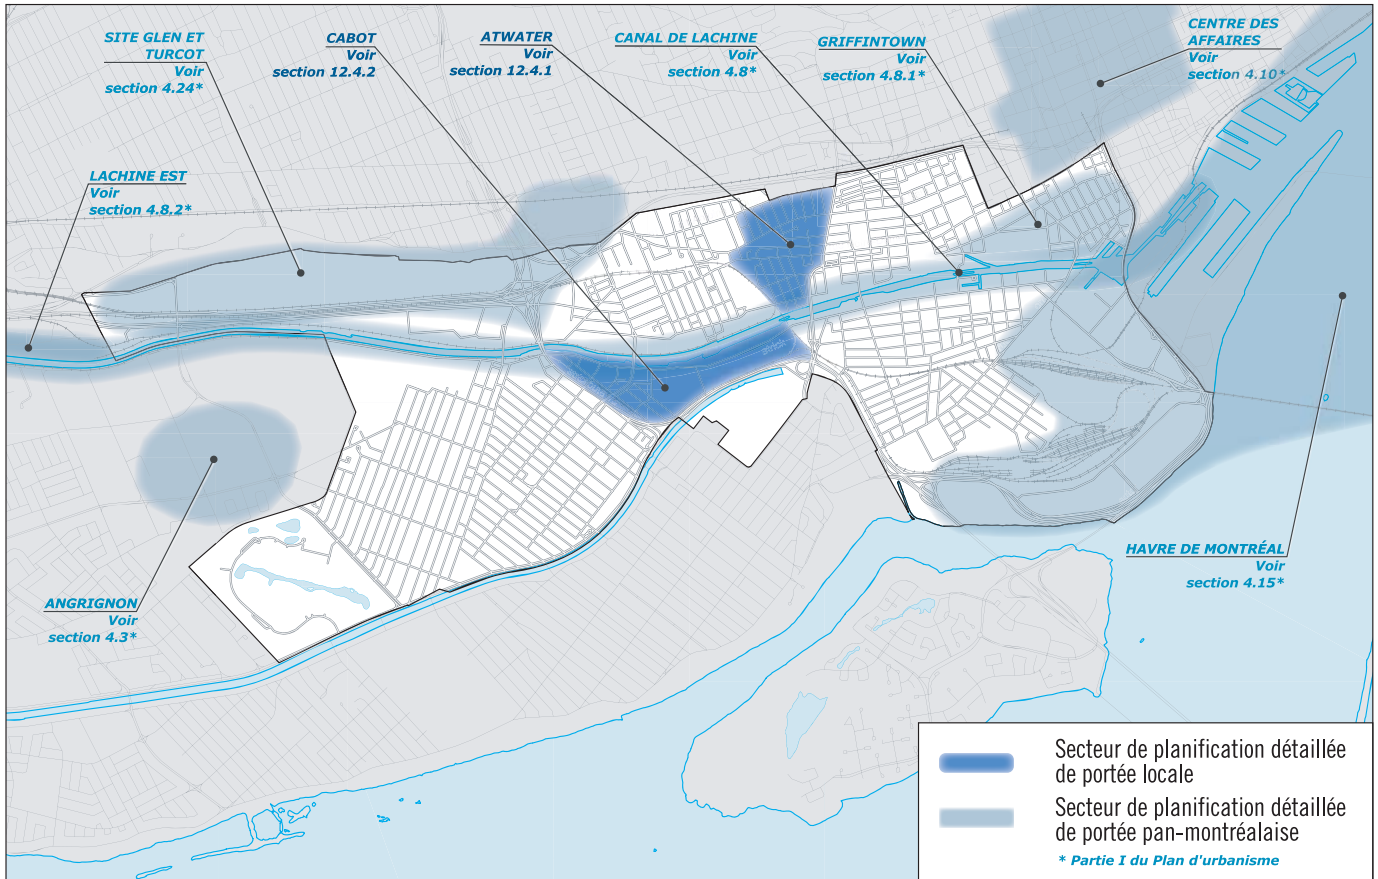 SITE GLEN ET
TURCOT
Voir
section 4.24*
CABOT
Voir
section 12.4.2
ATWATER
Voir
section 12.4.1
CANAL DE LACHINE
Voir
section 4.8*
GRIFFINTOWN
Voir
section 4.8.1*
CENTRE DES
AFFAIRES
Voir
section 4.10*
LACHINE EST
Voir
section 4.8.2*
ANGRIGNON
Voir
section 4.3*
HAVRE DE MONTRÉAL
Voir
section 4.15*
Secteur de planification détaillée
de portée locale
Secteur de planification détaillée
de portée pan-montréalaise
* Partie I du Plan d'urbanisme